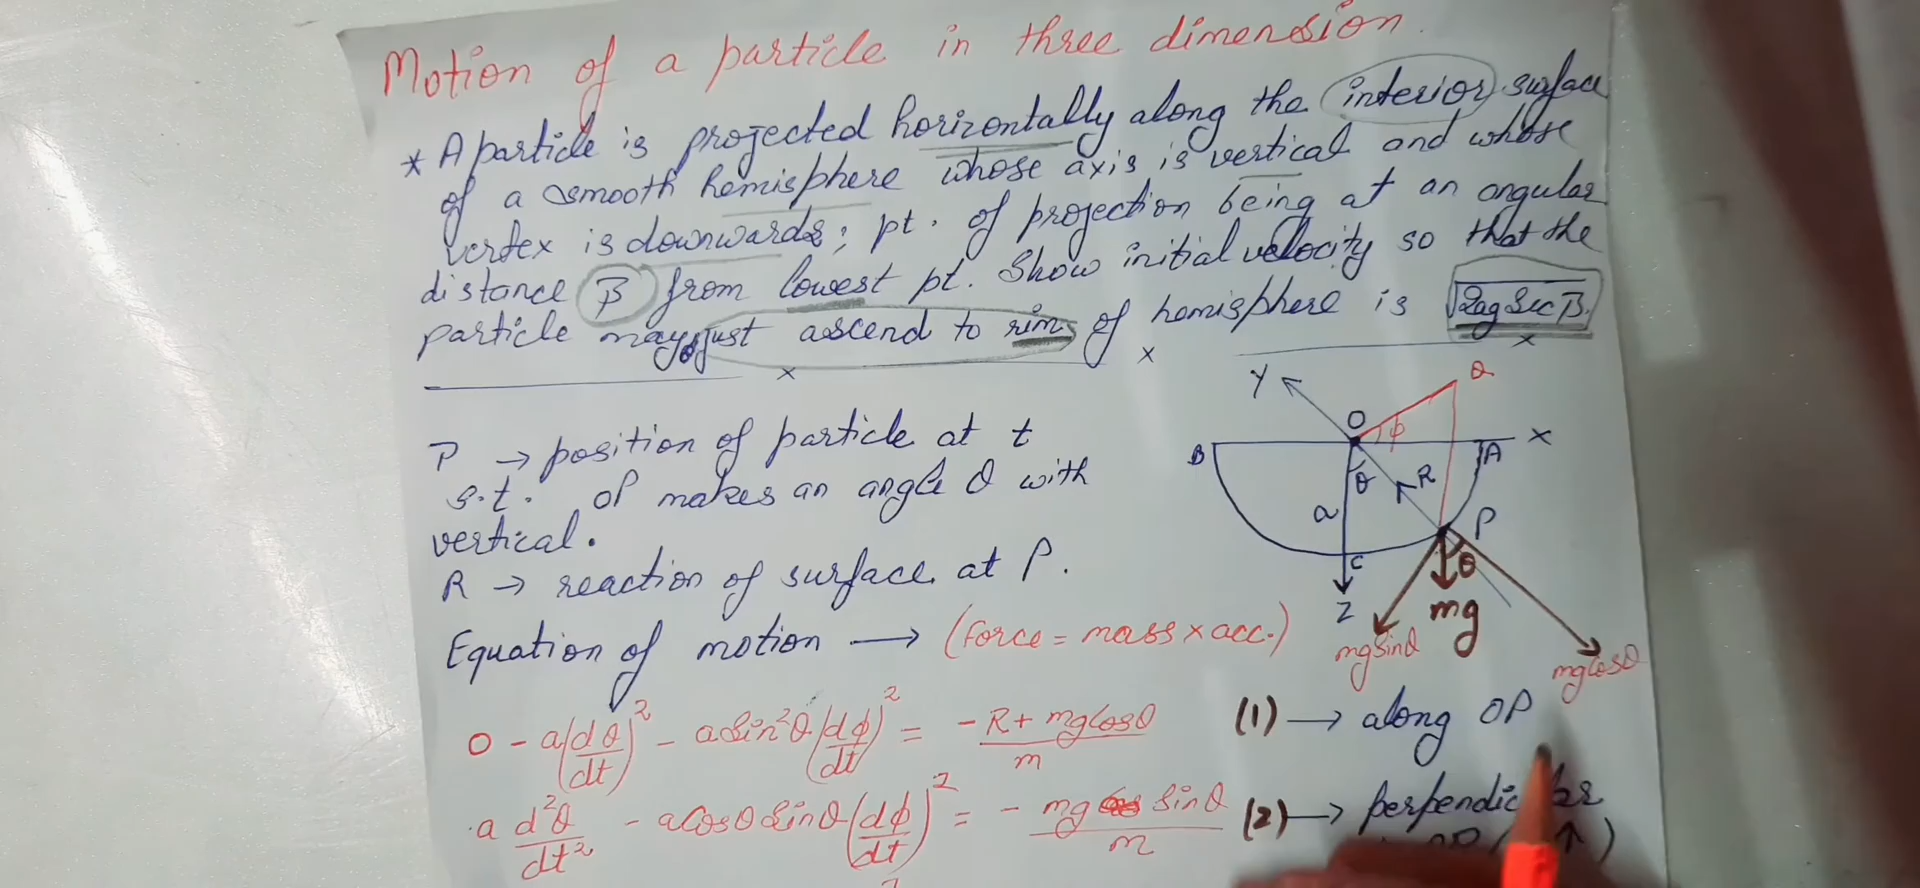 Motion of a particle in three dimension.
* A particle is projected horizontally along the interior surface
of a smooth hemisphere whose axis is vertical and whose
vertex is downwards; pt. of projection being at an angular
distance β from lowest pt. Show initial velocity so that the
particle may just ascend to rim of hemisphere is √2ag Sec β.
x x x
P → position of particle at t
s.t. OP makes an angle θ with
vertical.
R → reaction of surface at P.
Equation of motion → (Force = mass × acc.)
0 - a(dθ/dt)² - a Sin²θ (dφ/dt)² = (-R + mg Cosθ)/m (1) → along OP
a d²θ/dt² - a Cosθ Sinθ (dφ/dt)² = - mg Sinθ/m (2) →
Y
Q
O
φ
X
B
A
θ
R
a
P
C
θ
Z
mg
mg Sinθ
mg Cosθ